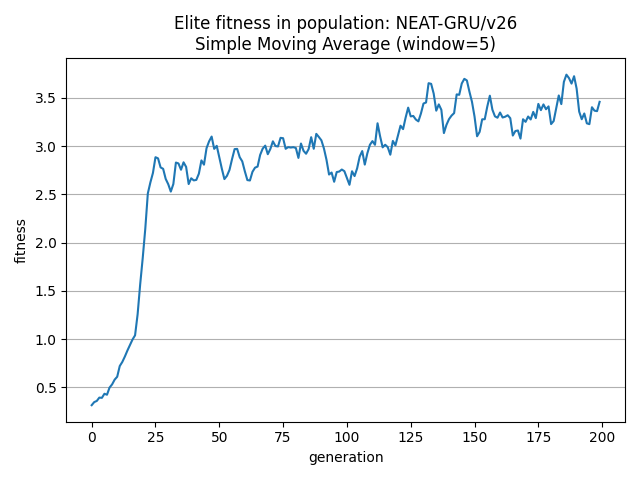 Elite fitness in population: NEAT-GRU/v26
Simple Moving Average (window=5)
fitness
3.5
3.0
2.5
2.0
1.5
1.0
0.5
0 25 50 75 100 125 150 175 200
generation